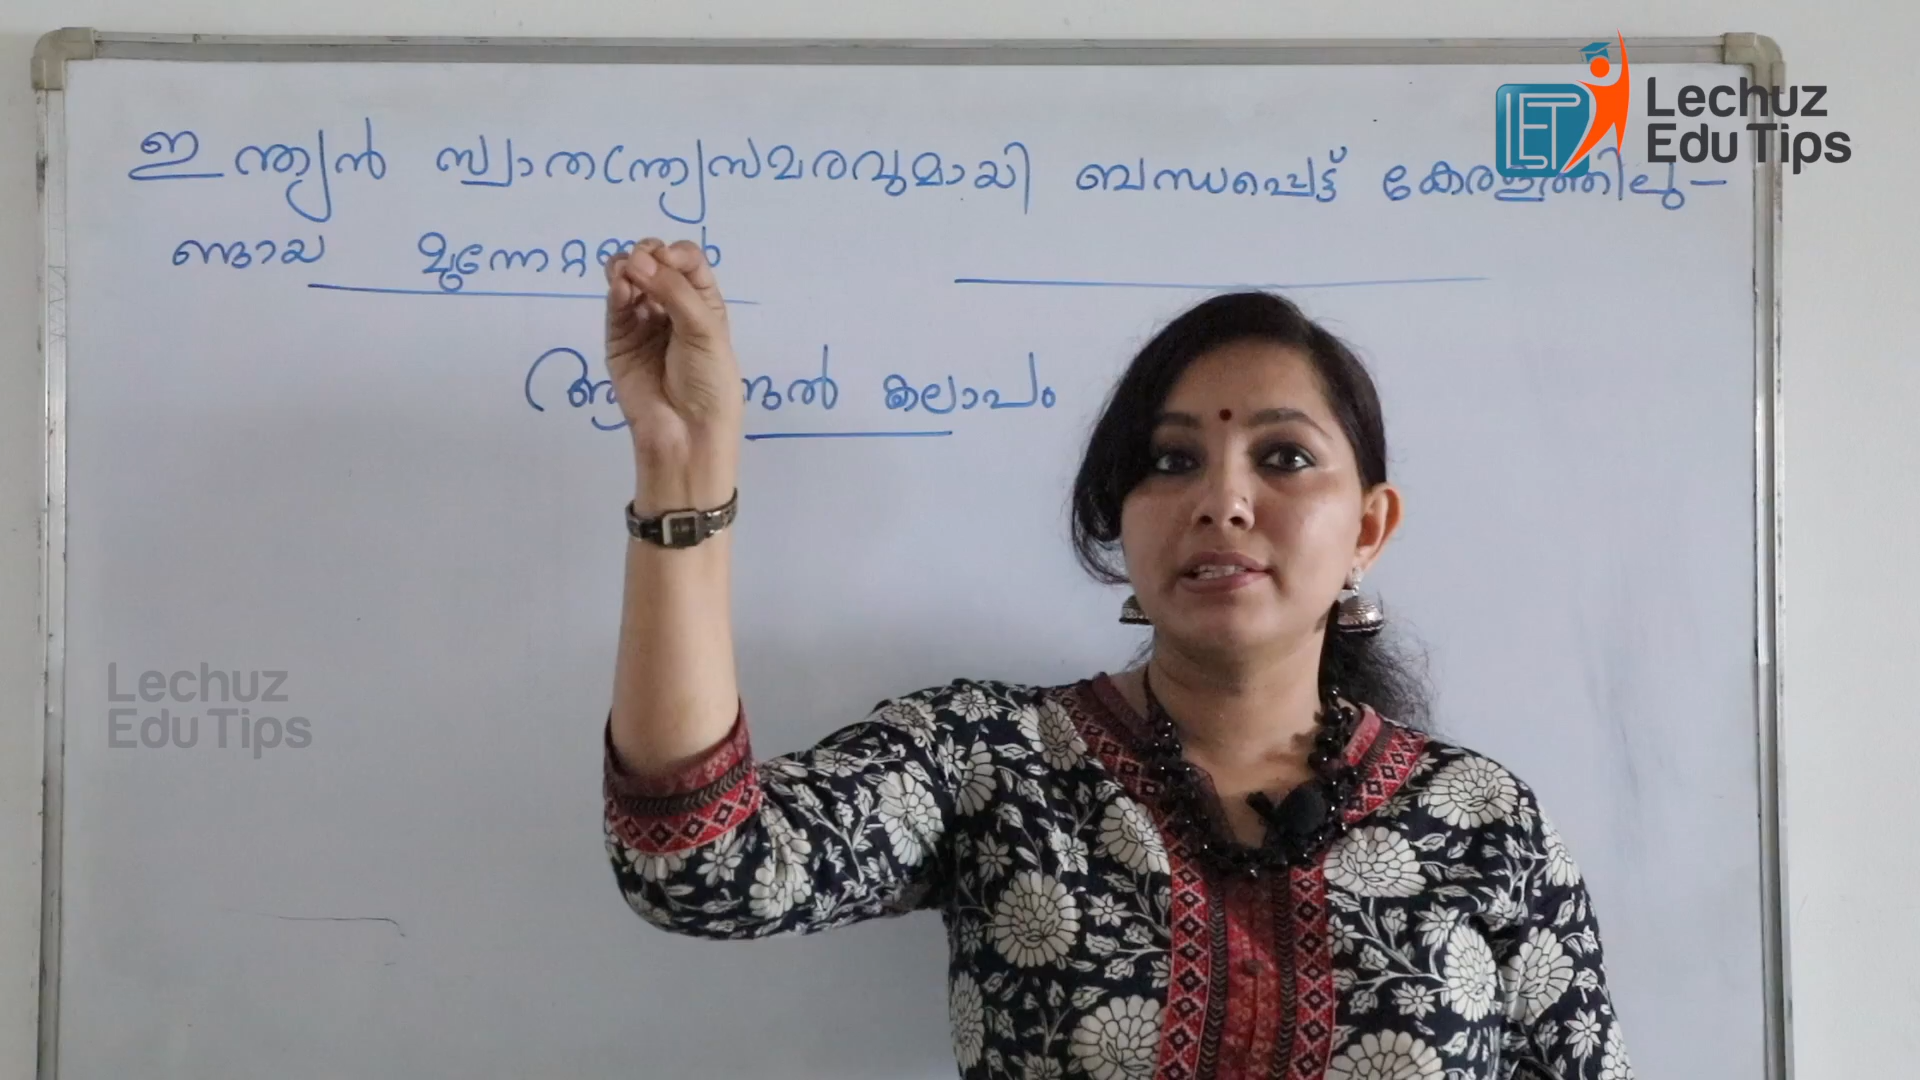 Lechuz
Edu Tips
ഇന്ത്യൻ സ്വാതന്ത്ര്യസമരവുമായി ബന്ധപ്പെട്ട് കേരളത്തിലു-
ണ്ടായ
കലാപം
Lechuz
Edu Tips